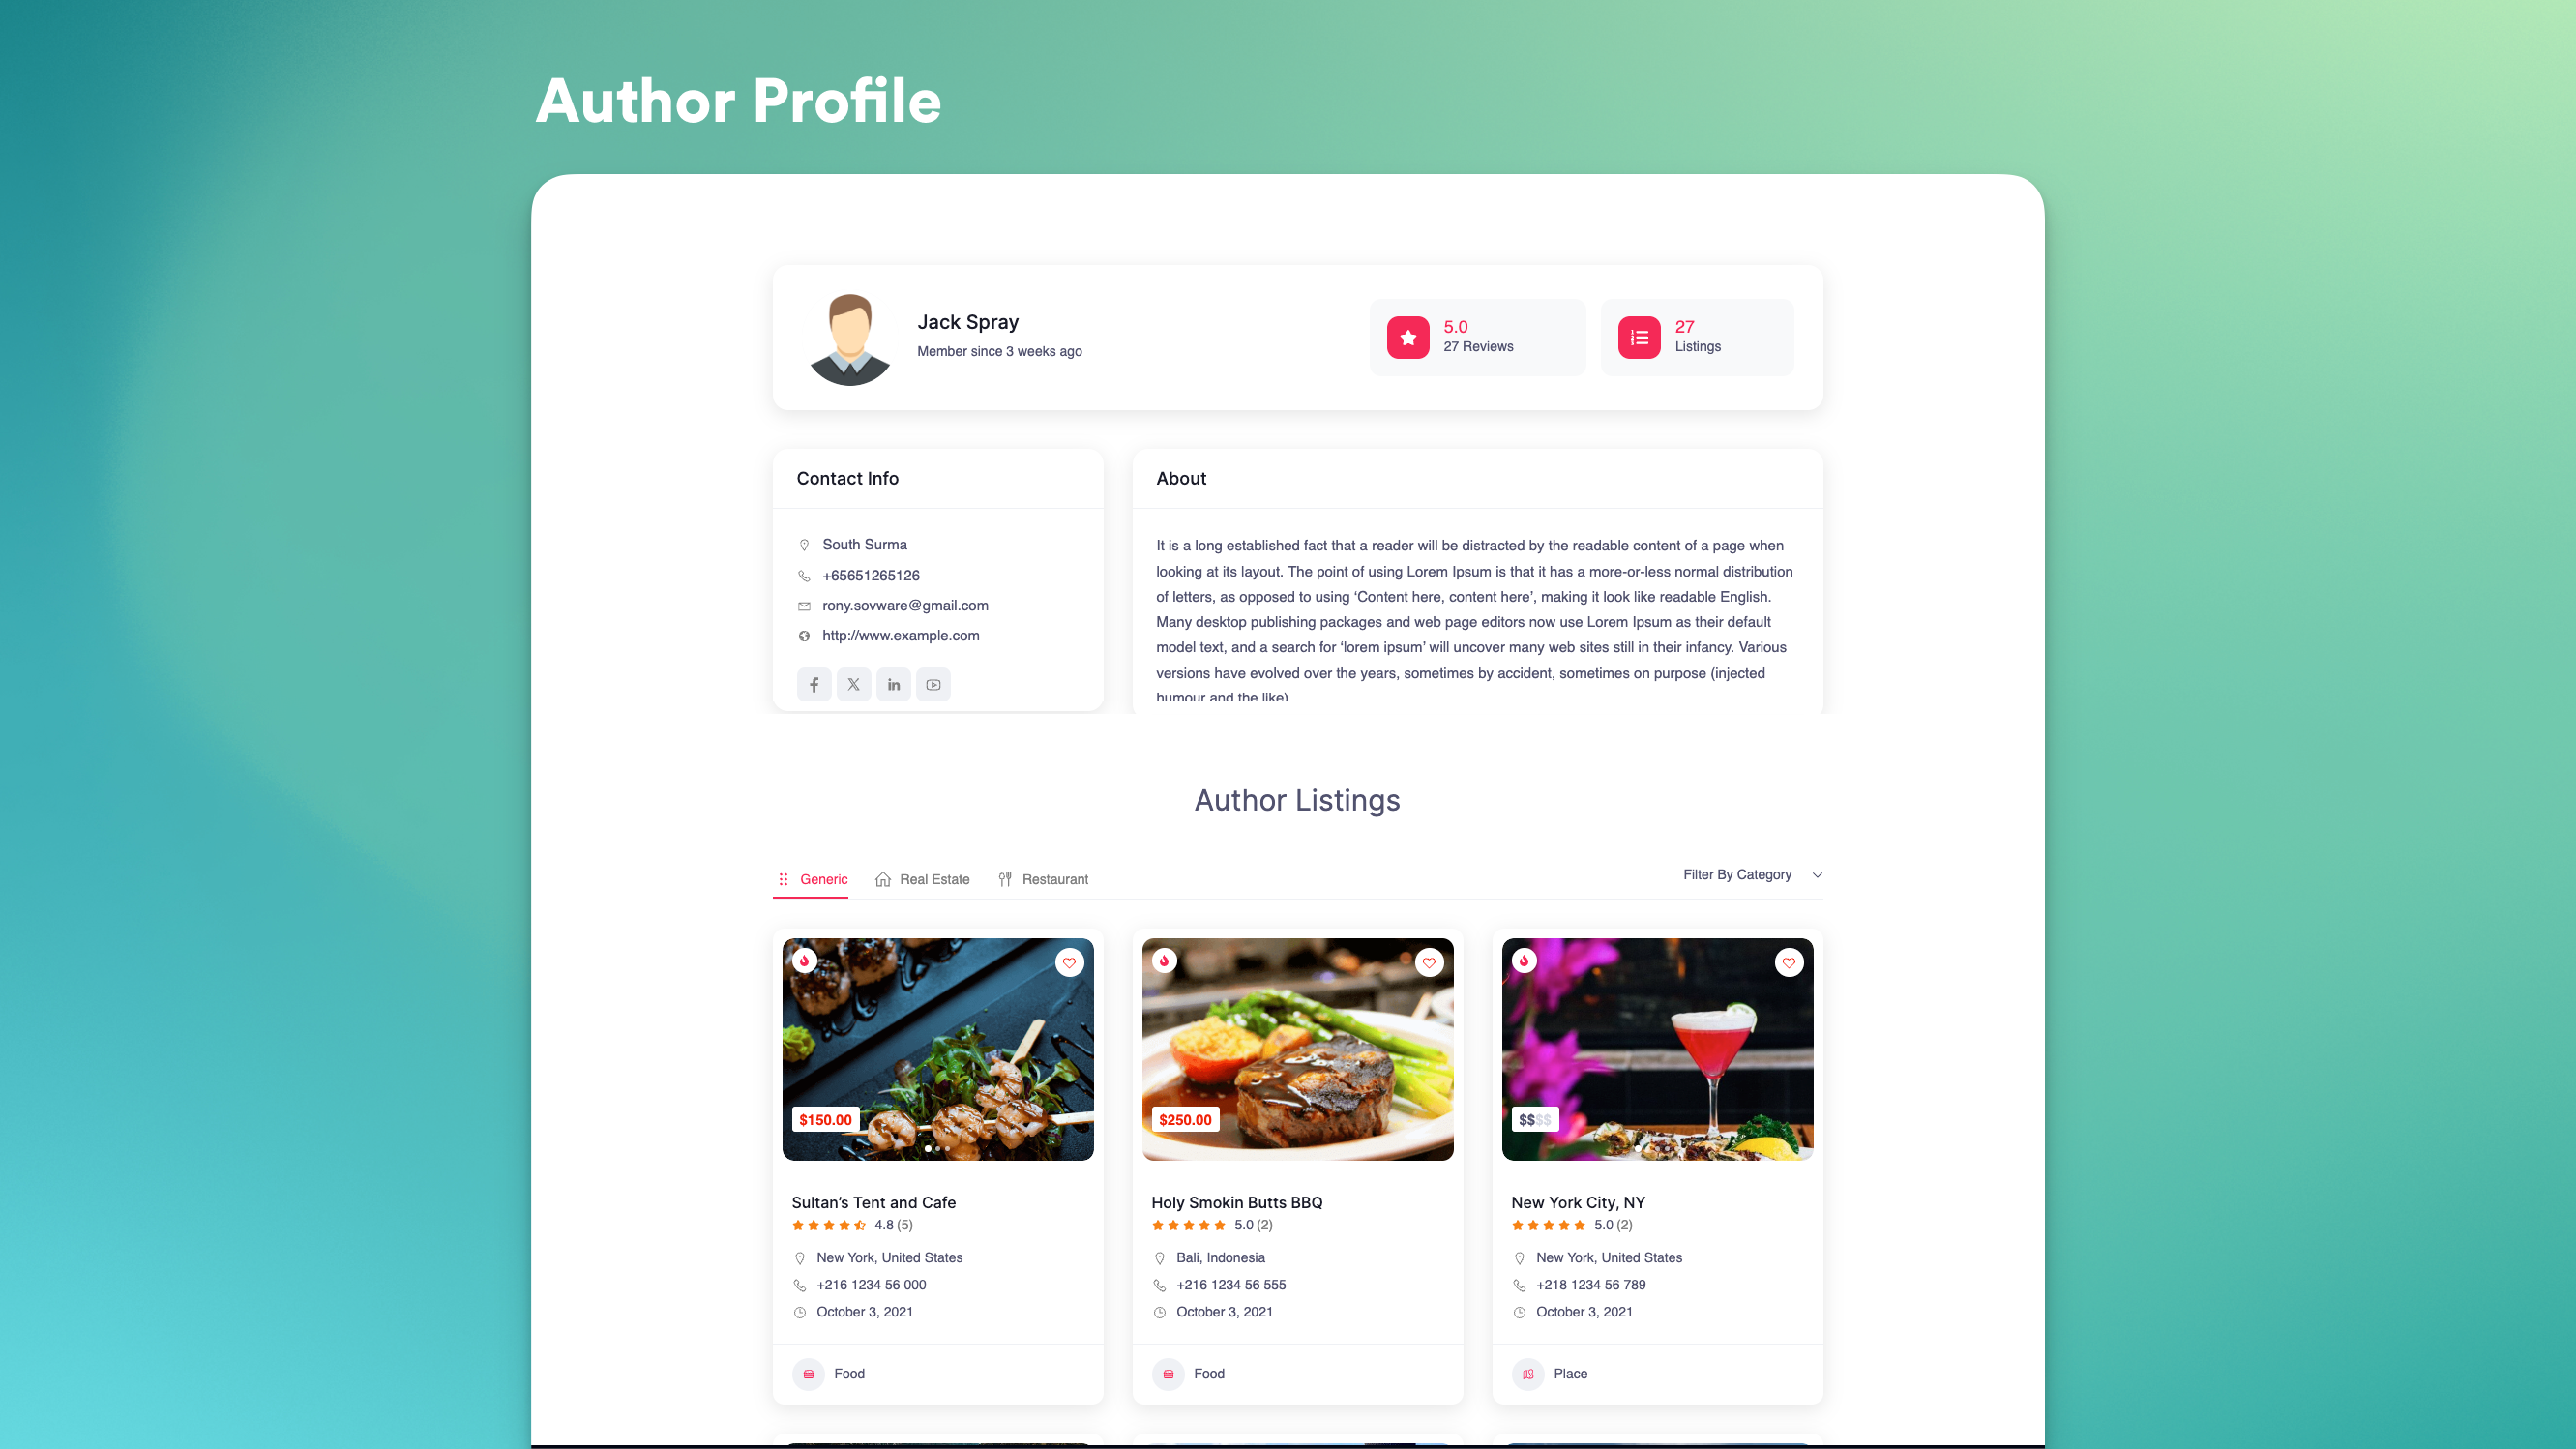 Author Profile
Jack Spray
Member since 3 weeks ago
5.0
27 Reviews
27
Listings
Contact Info
South Surma
+65651265126
rony.sovware@gmail.com
http://www.example.com
About
It is a long established fact that a reader will be distracted by the readable content of a page when
looking at its layout. The point of using Lorem Ipsum is that it has a more-or-less normal distribution
of letters, as opposed to using ‘Content here, content here’, making it look like readable English.
Many desktop publishing packages and web page editors now use Lorem Ipsum as their default
model text, and a search for ‘lorem ipsum’ will uncover many web sites still in their infancy. Various
versions have evolved over the years, sometimes by accident, sometimes on purpose (injected
humour and the like)
Author Listings
Generic
Real Estate
Restaurant
Filter By Category
$150.00
Sultan’s Tent and Cafe
4.8 (5)
New York, United States
+216 1234 56 000
October 3, 2021
Food
$250.00
Holy Smokin Butts BBQ
5.0 (2)
Bali, Indonesia
+216 1234 56 555
October 3, 2021
Food
$$$$
New York City, NY
5.0 (2)
New York, United States
+218 1234 56 789
October 3, 2021
Place